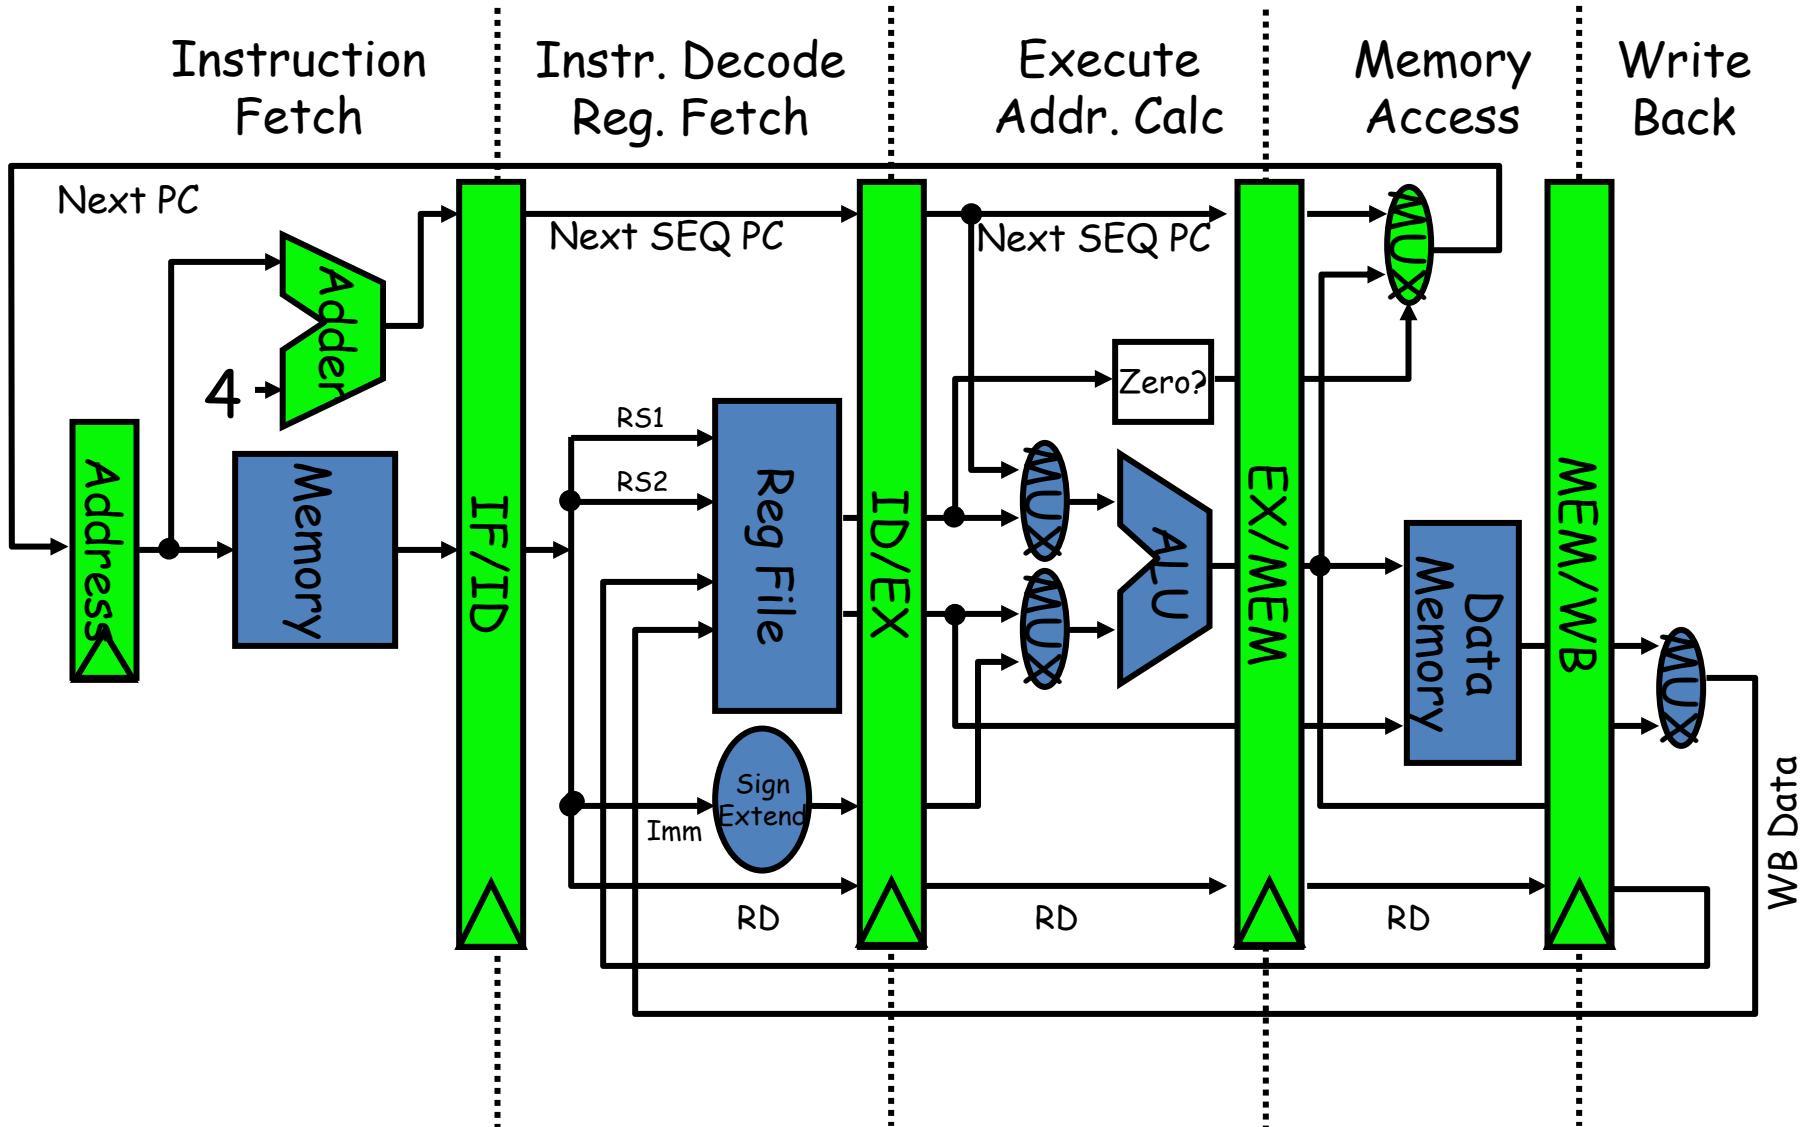 Instruction
Fetch
Instr. Decode
Reg. Fetch
Execute
Addr. Calc
Memory
Access
Write
Back
Next PC
Next SEQ PC
Next SEQ PC
MUX
Adder
4
Zero?
RS1
RS2
Address
Memory
IF/ID
Reg File
ID/EX
MUX
MUX
ALU
EX/MEM
Data
Memory
MEM/WB
MUX
Sign
Extend
Imm
WB Data
RD
RD
RD